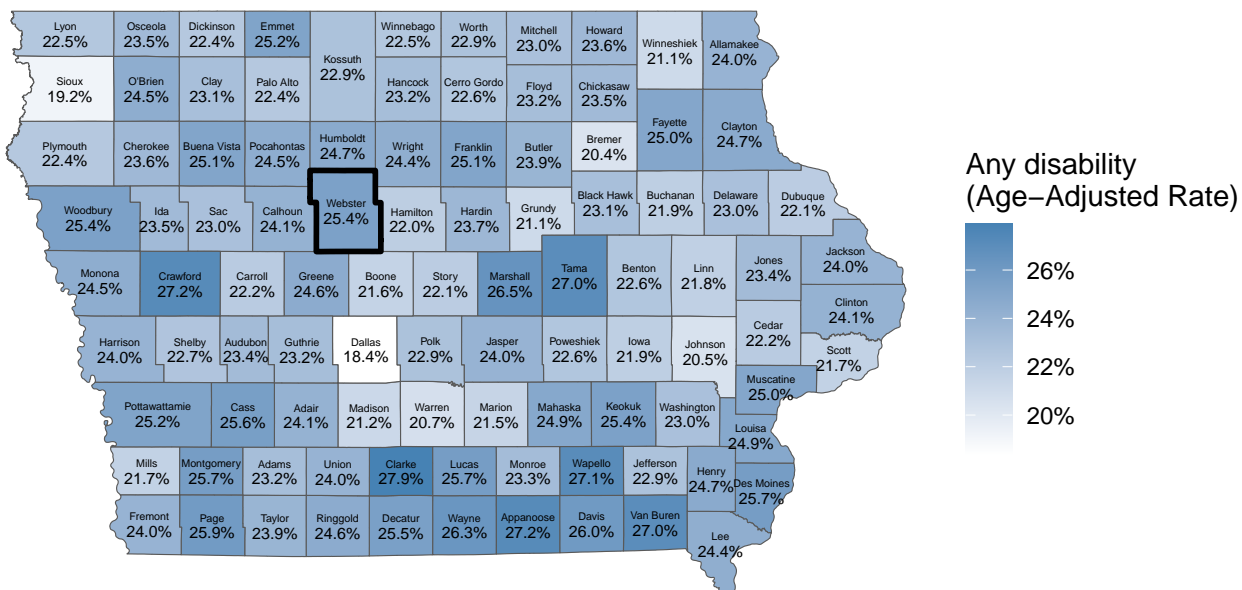 Lyon
22.5%
Osceola
23.5%
Dickinson
22.4%
Emmet
25.2%
Kossuth
22.9%
Winnebago
22.5%
Worth
22.9%
Mitchell
23.0%
Howard
23.6%
Winneshiek
21.1%
Allamakee
24.0%
Sioux
19.2%
O'Brien
24.5%
Clay
23.1%
Palo Alto
22.4%
Hancock
23.2%
Cerro Gordo
22.6%
Floyd
23.2%
Chickasaw
23.5%
Fayette
25.0%
Clayton
24.7%
Plymouth
22.4%
Cherokee
23.6%
Buena Vista
25.1%
Pocahontas
24.5%
Humboldt
24.7%
Wright
24.4%
Franklin
25.1%
Butler
23.9%
Bremer
20.4%
Woodbury
25.4%
Ida
23.5%
Sac
23.0%
Calhoun
24.1%
Webster
25.4%
Hamilton
22.0%
Hardin
23.7%
Grundy
21.1%
Black Hawk
23.1%
Buchanan
21.9%
Delaware
23.0%
Dubuque
22.1%
Monona
24.5%
Crawford
27.2%
Carroll
22.2%
Greene
24.6%
Boone
21.6%
Story
22.1%
Marshall
26.5%
Tama
27.0%
Benton
22.6%
Linn
21.8%
Jones
23.4%
Jackson
24.0%
Clinton
24.1%
Harrison
24.0%
Shelby
22.7%
Audubon
23.4%
Guthrie
23.2%
Dallas
18.4%
Polk
22.9%
Jasper
24.0%
Poweshiek
22.6%
Iowa
21.9%
Johnson
20.5%
Cedar
22.2%
Scott
21.7%
Muscatine
25.0%
Pottawattamie
25.2%
Cass
25.6%
Adair
24.1%
Madison
21.2%
Warren
20.7%
Marion
21.5%
Mahaska
24.9%
Keokuk
25.4%
Washington
23.0%
Louisa
24.9%
Mills
21.7%
Montgomery
25.7%
Adams
23.2%
Union
24.0%
Clarke
27.9%
Lucas
25.7%
Monroe
23.3%
Wapello
27.1%
Jefferson
22.9%
Henry
24.7%
Des Moines
25.7%
Fremont
24.0%
Page
25.9%
Taylor
23.9%
Ringgold
24.6%
Decatur
25.5%
Wayne
26.3%
Appanoose
27.2%
Davis
26.0%
Van Buren
27.0%
Lee
24.4%
Any disability
(Age−Adjusted Rate)
26%
24%
22%
20%